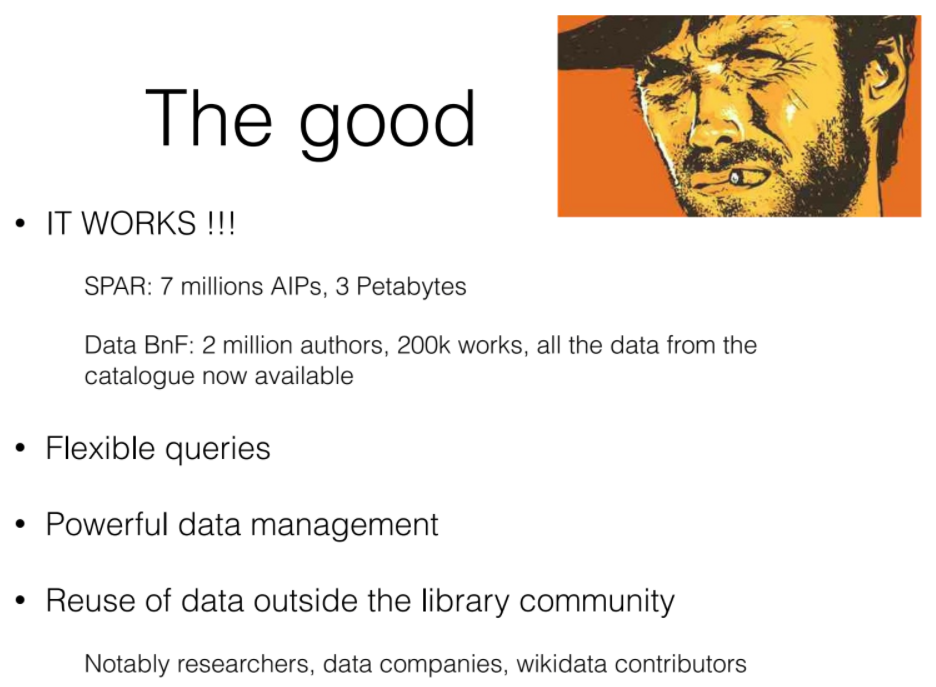 The good
• IT WORKS !!!
SPAR: 7 millions AIPs, 3 Petabytes
Data BnF: 2 million authors, 200k works, all the data from the
catalogue now available
• Flexible queries
• Powerful data management
• Reuse of data outside the library community
Notably researchers, data companies, wikidata contributors